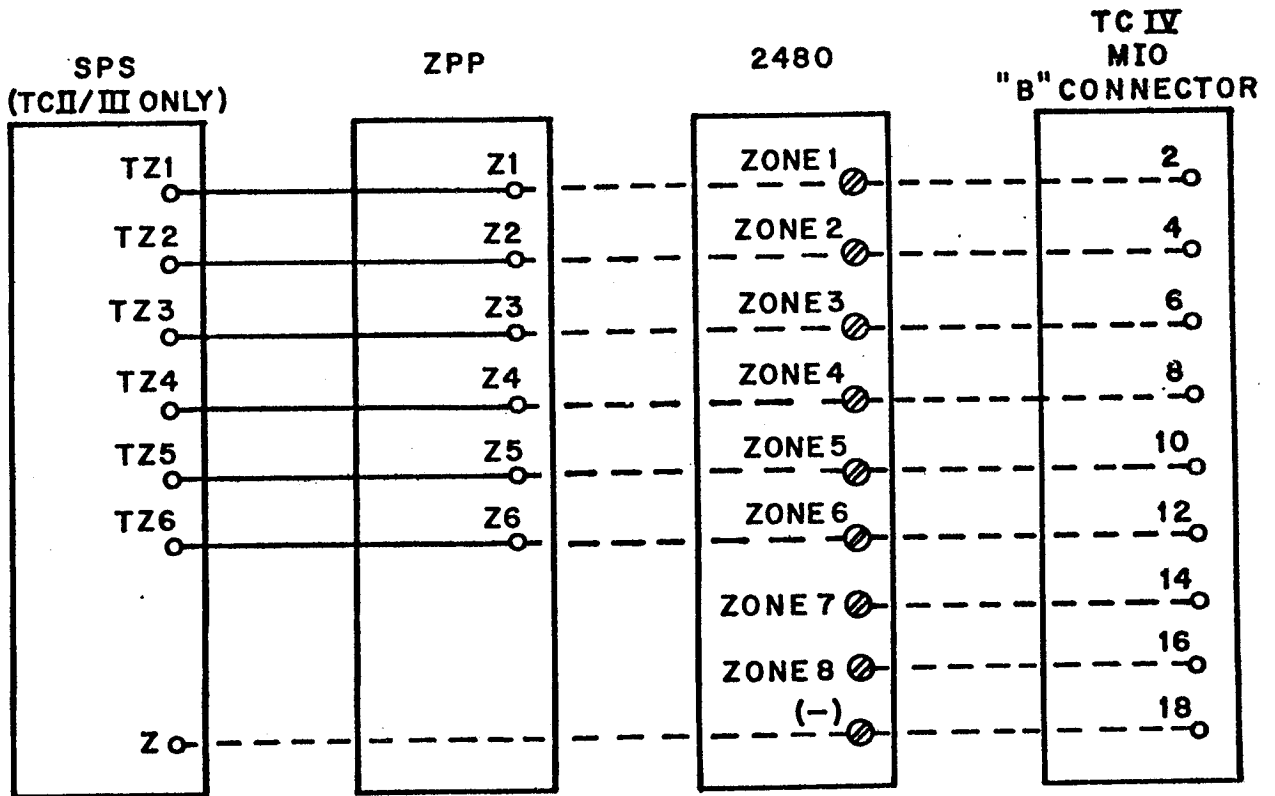 SPS
(TCII/III ONLY)
ZPP
2480
TC IV
MIO
"B" CONNECTOR
TZ1
Z1
ZONE 1
2
TZ2
Z2
ZONE 2
4
TZ3
Z3
ZONE 3
6
TZ4
Z4
ZONE 4
8
TZ5
Z5
ZONE 5
10
TZ6
Z6
ZONE 6
12
ZONE 7
14
ZONE 8
16
Z
(-)
18